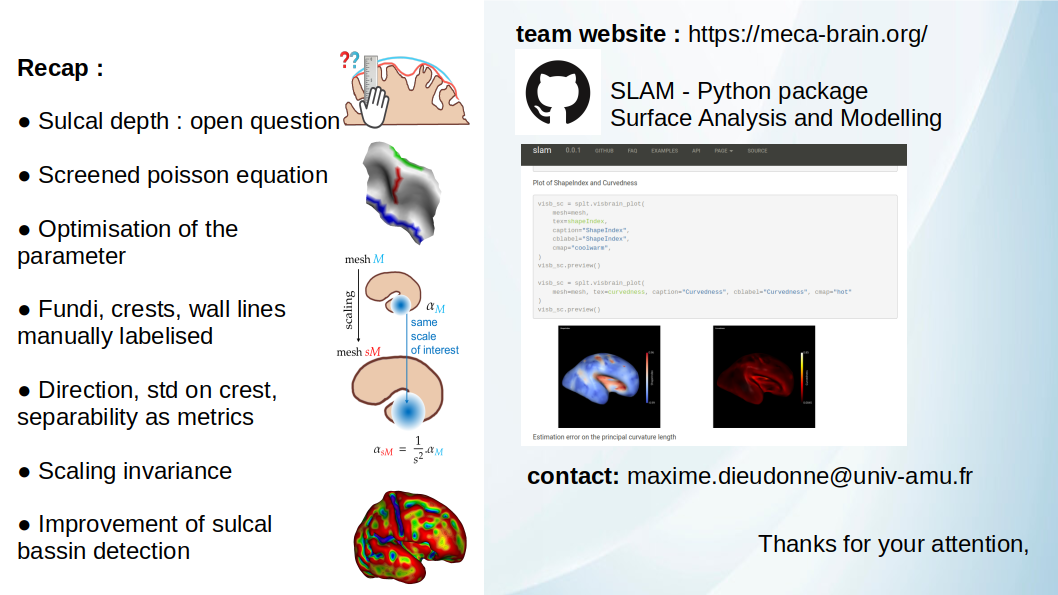 Recap :
● Sulcal depth : open question
● Screened poisson equation
● Optimisation of the
parameter
● Fundi, crests, wall lines
manually labelised
● Direction, std on crest,
separability as metrics
● Scaling invariance
● Improvement of sulcal
bassin detection
??
mesh M
scaling
αM
same
scale
of interest
mesh sM
αsM = 1/s² . αM
team website : https://meca-brain.org/
SLAM - Python package
Surface Analysis and Modelling
slam 0.0.1 GITHUB FAQ EXAMPLES API PAGE SOURCE
Plot of ShapeIndex and Curvedness
visb_sc = splt.visbrain_plot(
mesh=mesh,
tex=shapeIndex,
caption="ShapeIndex",
cblabel="ShapeIndex",
cmap="coolwarm",
)
visb_sc.preview()
visb_sc = splt.visbrain_plot(
mesh=mesh, tex=curvedness, caption="Curvedness", cblabel="Curvedness", cmap="hot"
)
visb_sc.preview()
Estimation error on the principal curvature length
contact: maxime.dieudonne@univ-amu.fr
Thanks for your attention,